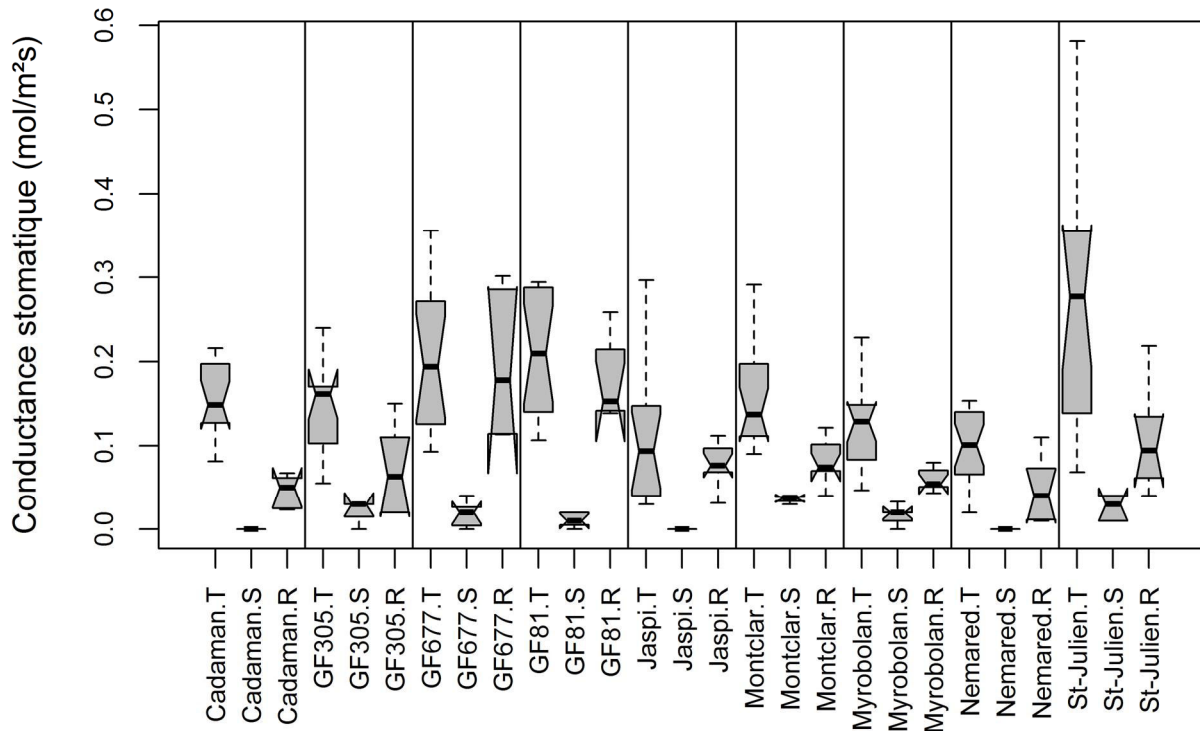 Conductance stomatique (mol/m²s)
0.6
0.5
0.4
0.3
0.2
0.1
0.0
Cadaman.T
Cadaman.S
Cadaman.R
GF305.T
GF305.S
GF305.R
GF677.T
GF677.S
GF677.R
GF81.T
GF81.S
GF81.R
Jaspi.T
Jaspi.S
Jaspi.R
Montclar.T
Montclar.S
Montclar.R
Myrobolan.T
Myrobolan.S
Myrobolan.R
Nemared.T
Nemared.S
Nemared.R
St-Julien.T
St-Julien.S
St-Julien.R